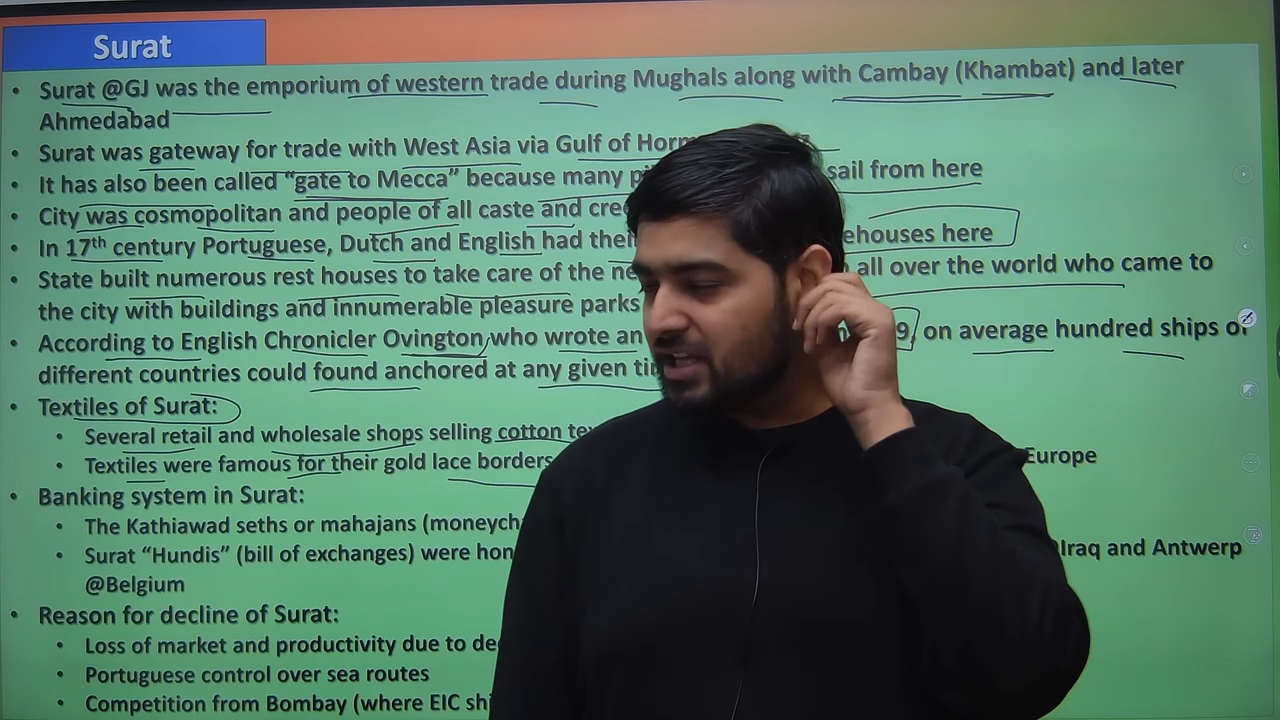 Surat
• Surat @GJ was the emporium of western trade during Mughals along with Cambay (Khambat) and later
Ahmedabad
• Surat was gateway for trade with West Asia via Gulf of
• It has also been called “gate to Mecca” because many sail from here
• City was cosmopolitan and people of all caste and
• In 17th century Portuguese, Dutch and English had here
• State built numerous rest houses to take care of the all over the world who came to
the city with buildings and innumerable pleasure parks
• According to English Chronicler Ovington, who wrote an on average hundred ships of
different countries could found anchored at any given
• Textiles of Surat:
• Several retail and wholesale shops selling cotton
• Textiles were famous for their gold lace borders Europe
• Banking system in Surat:
• The Kathiawad seths or mahajans
• Surat “Hundis” (bill of exchanges) were Iraq and Antwerp
@Belgium
• Reason for decline of Surat:
• Loss of market and productivity due to
• Portuguese control over sea routes
• Competition from Bombay (where EIC